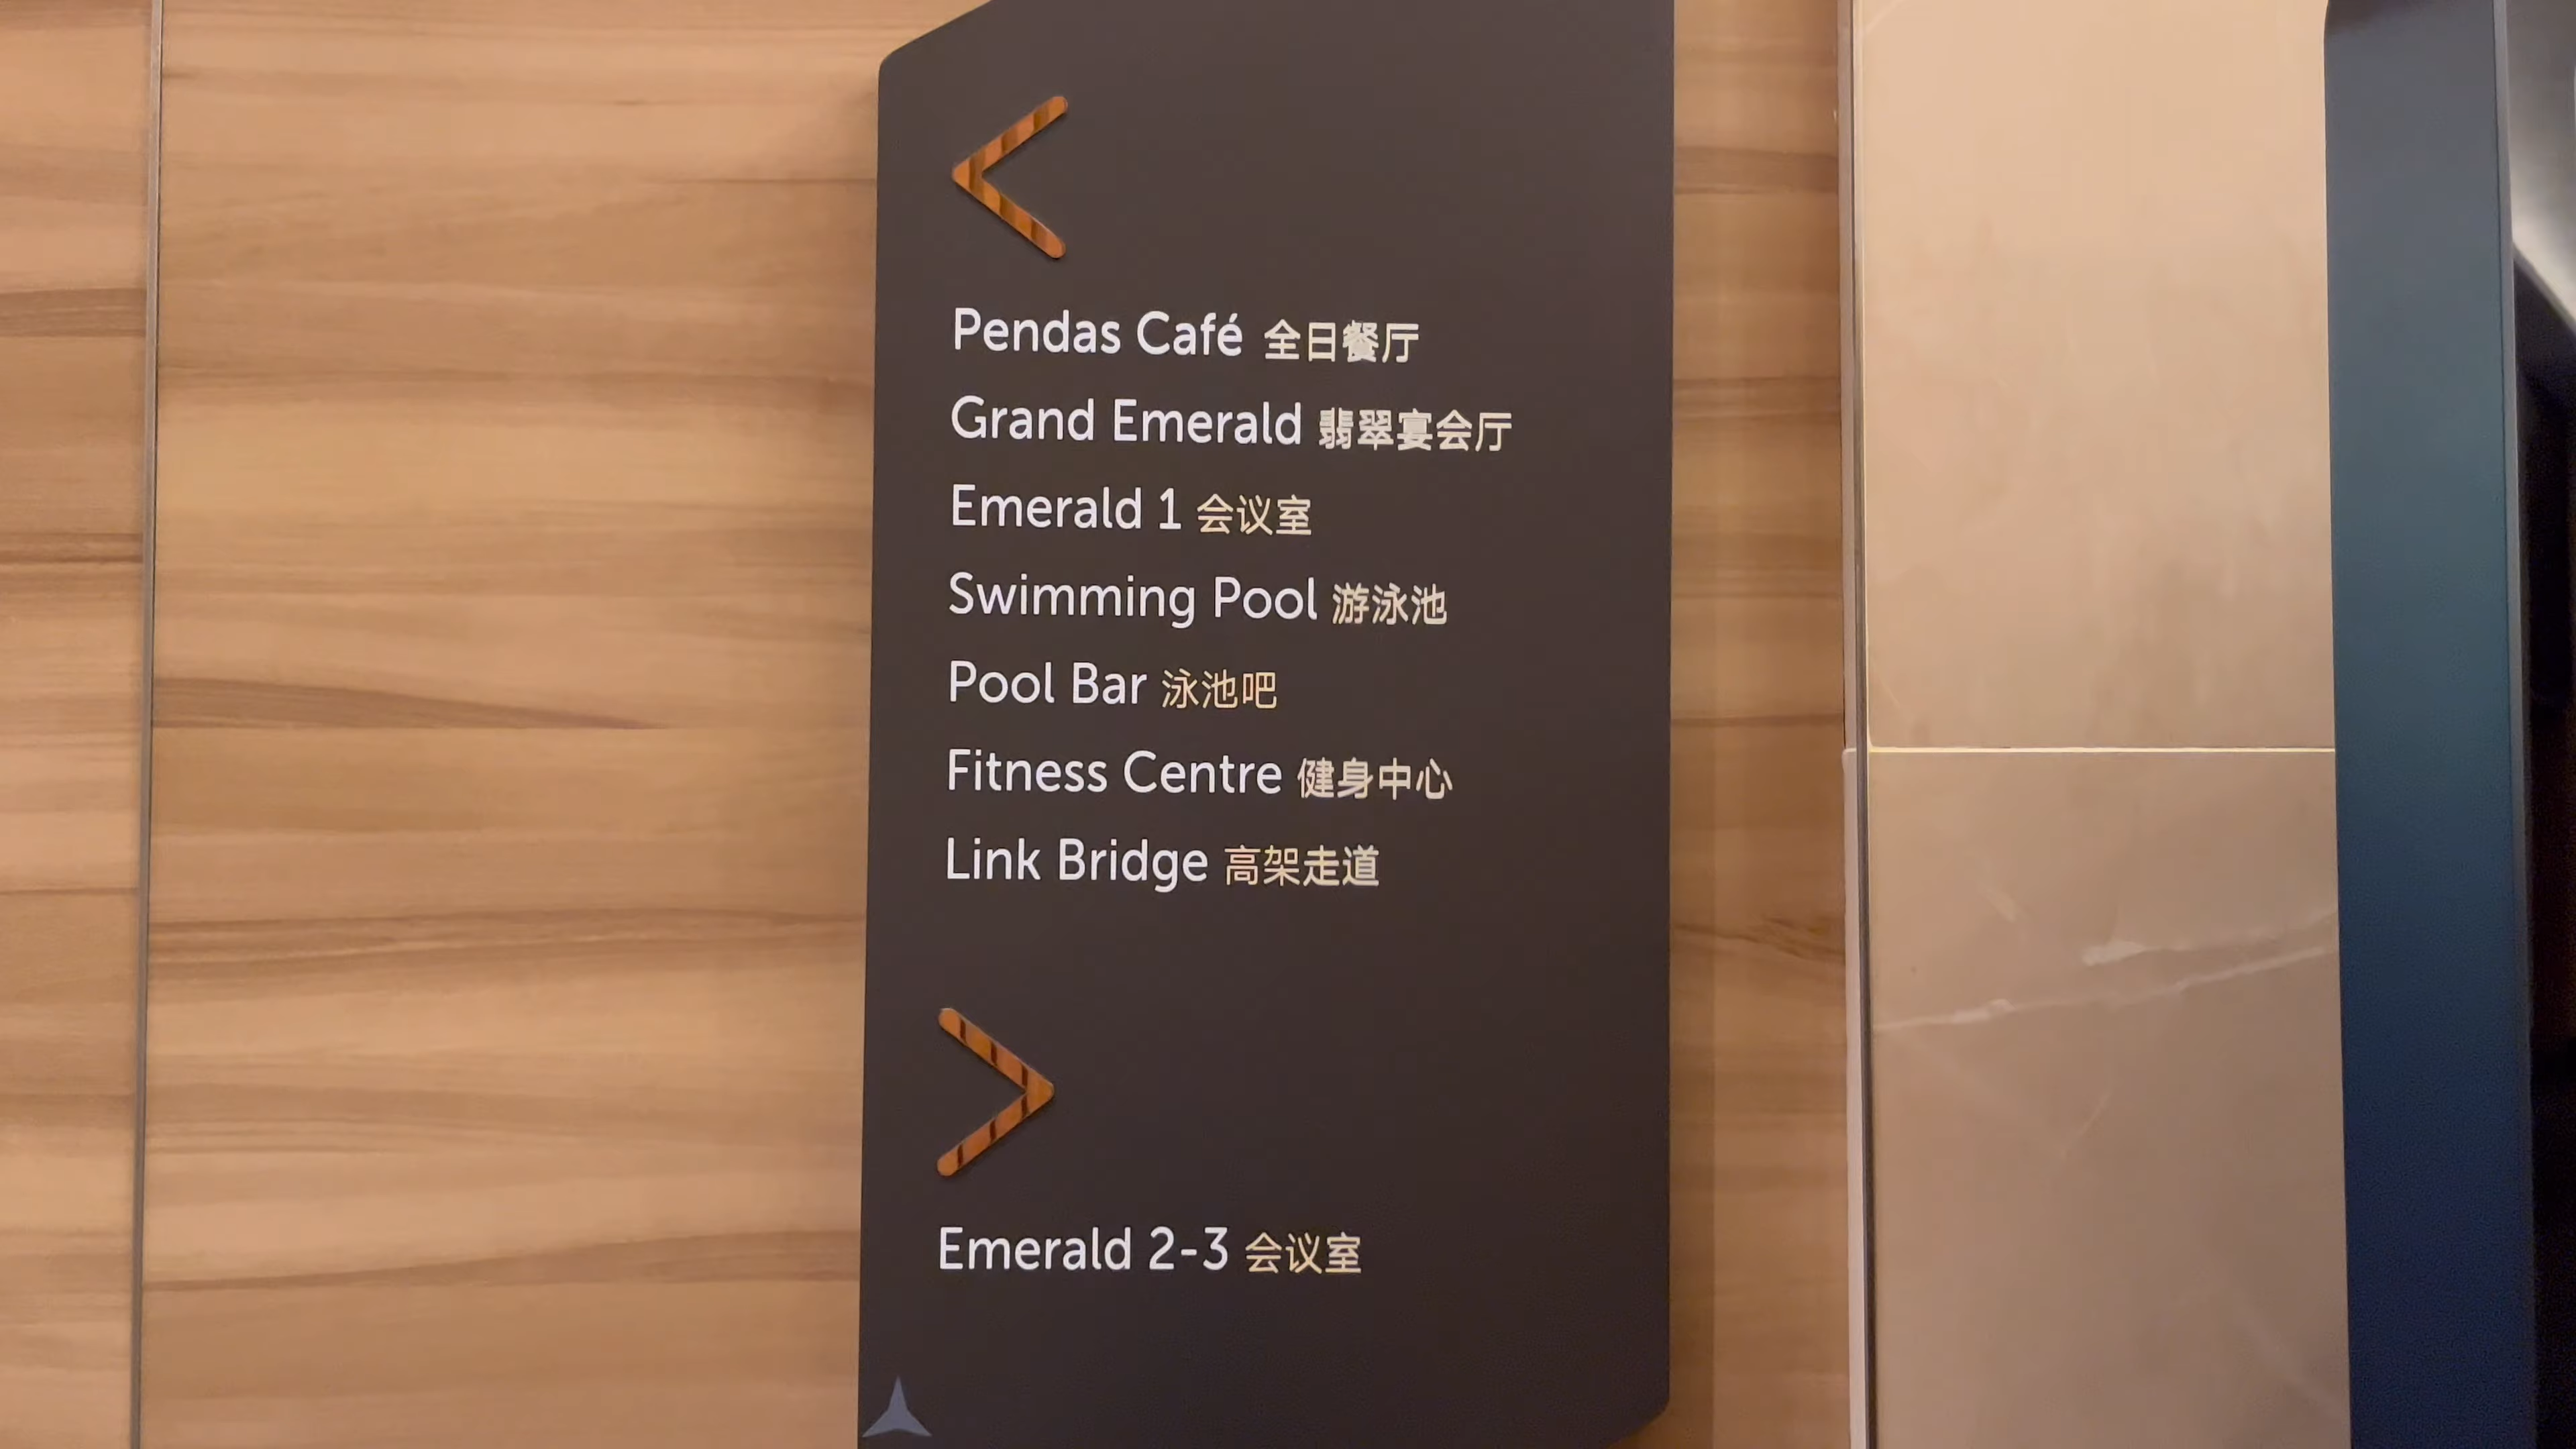 Pendas Café 全日餐厅
Grand Emerald 翡翠宴会厅
Emerald 1 会议室
Swimming Pool 游泳池
Pool Bar 泳池吧
Fitness Centre 健身中心
Link Bridge 高架走道
Emerald 2-3 会议室